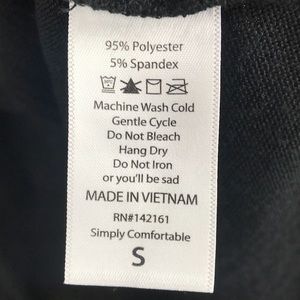 95% Polyester
5% Spandex
Machine Wash Cold
Gentle Cycle
Do Not Bleach
Hang Dry
Do Not Iron
or you'll be sad
MADE IN VIETNAM
RN#142161
Simply Comfortable
S